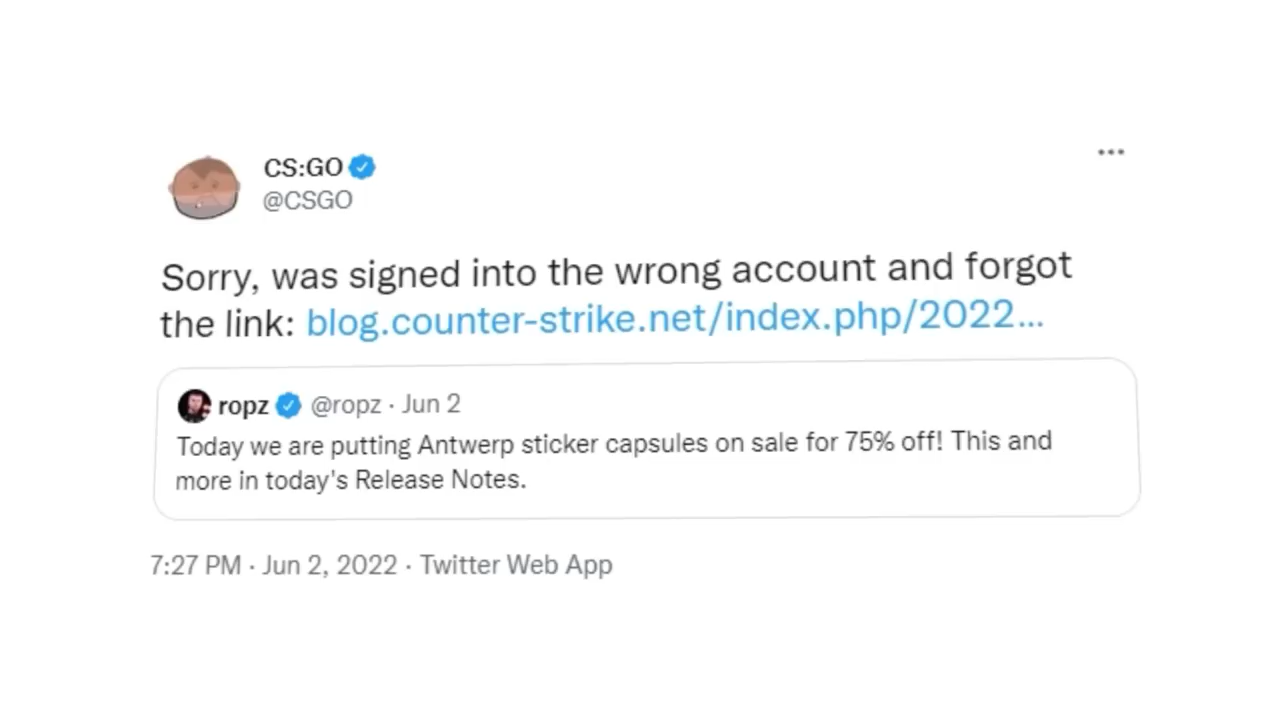 CS:GO
@CSGO
Sorry, was signed into the wrong account and forgot
the link: blog.counter-strike.net/index.php/2022...
ropz @ropz · Jun 2
Today we are putting Antwerp sticker capsules on sale for 75% off! This and
more in today's Release Notes.
7:27 PM · Jun 2, 2022 · Twitter Web App